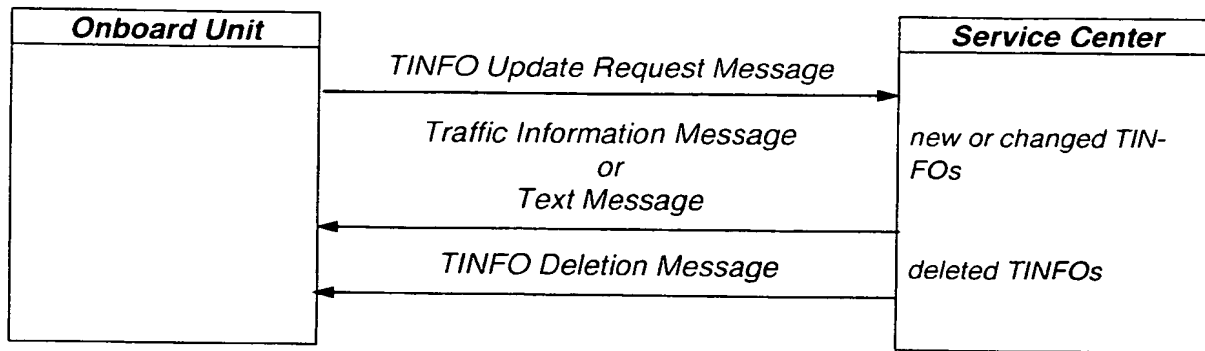 Onboard Unit
Service Center
TINFO Update Request Message
Traffic Information Message
or
Text Message
new or changed TIN-
FOs
TINFO Deletion Message
deleted TINFOs